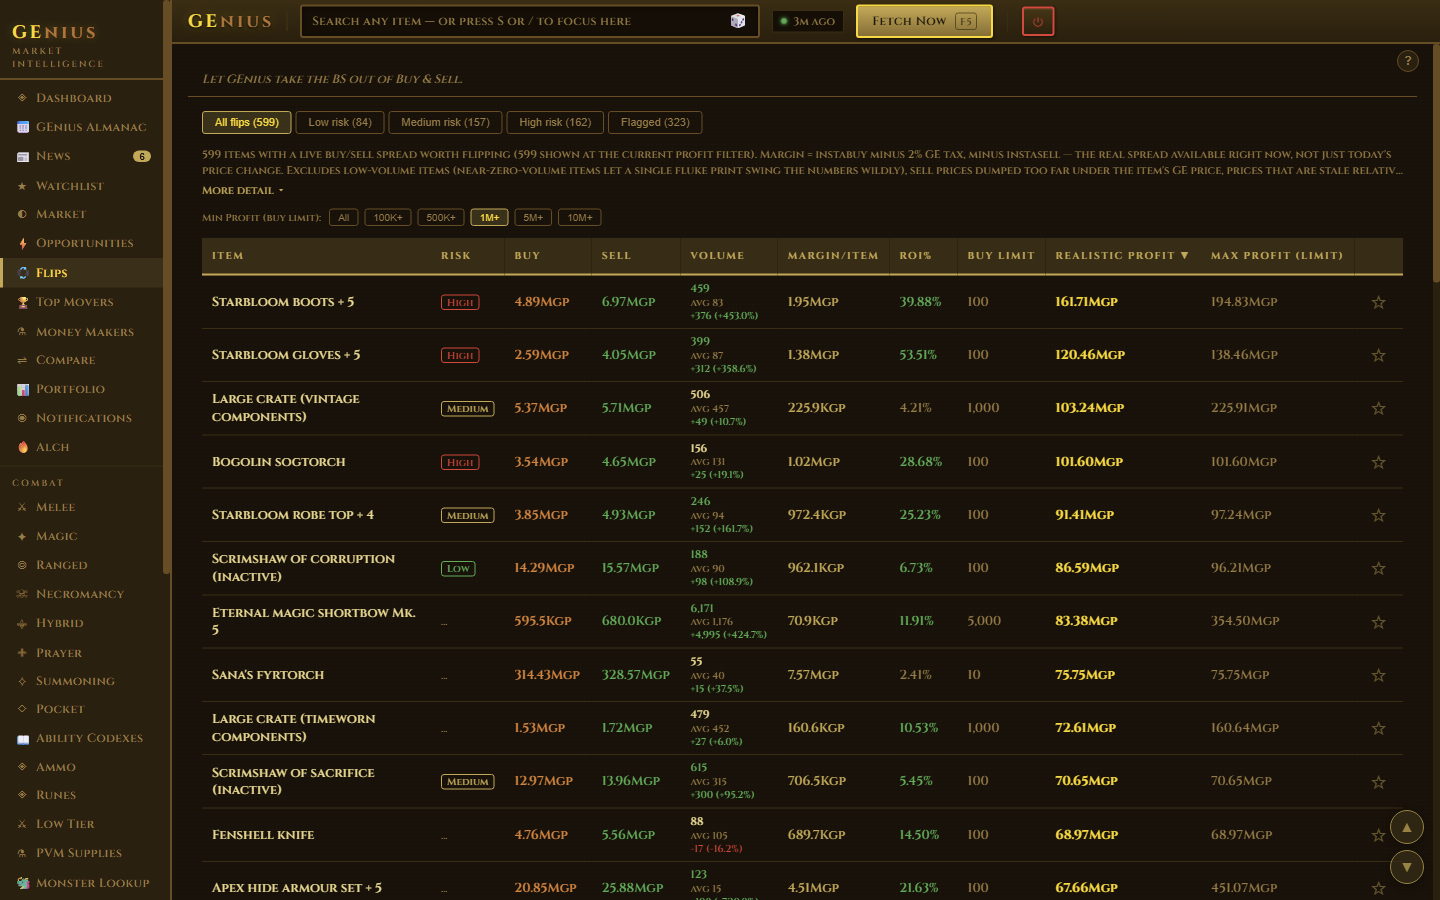 GENIUS
MARKET
INTELLIGENCE
DASHBOARD
GENIUS ALMANAC
NEWS 6
WATCHLIST
MARKET
OPPORTUNITIES
FLIPS
TOP MOVERS
MONEY MAKERS
COMPARE
PORTFOLIO
NOTIFICATIONS
ALCH
COMBAT
MELEE
MAGIC
RANGED
NECROMANCY
HYBRID
PRAYER
SUMMONING
POCKET
ABILITY CODEXES
AMMO
RUNES
LOW TIER
PVM SUPPLIES
MONSTER LOOKUP
GENIUS
SEARCH ANY ITEM — OR PRESS S OR / TO FOCUS HERE
3M AGO
FETCH NOW F5
?
LET GENIUS TAKE THE BS OUT OF BUY & SELL.
All flips (599) Low risk (84) Medium risk (157) High risk (162) Flagged (323)
599 ITEMS WITH A LIVE BUY/SELL SPREAD WORTH FLIPPING (599 SHOWN AT THE CURRENT PROFIT FILTER). MARGIN = INSTABUY MINUS 2% GE TAX, MINUS INSTASELL — THE REAL SPREAD AVAILABLE RIGHT NOW, NOT JUST TODAY'S
PRICE CHANGE. EXCLUDES LOW-VOLUME ITEMS (NEAR-ZERO-VOLUME ITEMS LET A SINGLE FLUKE PRINT SWING THE NUMBERS WILDLY), SELL PRICES DUMPED TOO FAR UNDER THE ITEM'S GE PRICE, PRICES THAT ARE STALE RELATIV...
MORE DETAIL
MIN PROFIT (BUY LIMIT): All 100K+ 500K+ 1M+ 5M+ 10M+
ITEM RISK BUY SELL VOLUME MARGIN/ITEM ROI% BUY LIMIT REALISTIC PROFIT ▼ MAX PROFIT (LIMIT)
STARBLOOM BOOTS + 5 HIGH 4.89MGP 6.97MGP 459 1.95MGP 39.88% 100 161.71MGP 194.83MGP
AVG 83
+376 (+453.0%)
STARBLOOM GLOVES + 5 HIGH 2.59MGP 4.05MGP 399 1.38MGP 53.51% 100 120.46MGP 138.46MGP
AVG 87
+312 (+358.6%)
LARGE CRATE (VINTAGE
COMPONENTS) MEDIUM 5.37MGP 5.71MGP 506 225.9KGP 4.21% 1,000 103.24MGP 225.91MGP
AVG 457
+49 (+10.7%)
BOGOLIN SOGTORCH HIGH 3.54MGP 4.65MGP 156 1.02MGP 28.68% 100 101.60MGP 101.60MGP
AVG 131
+25 (+19.1%)
STARBLOOM ROBE TOP + 4 MEDIUM 3.85MGP 4.93MGP 246 972.4KGP 25.23% 100 91.41MGP 97.24MGP
AVG 94
+152 (+161.7%)
SCRIMSHAW OF CORRUPTION
(INACTIVE) LOW 14.29MGP 15.57MGP 188 962.1KGP 6.73% 100 86.59MGP 96.21MGP
AVG 90
+98 (+108.9%)
ETERNAL MAGIC SHORTBOW MK.
5 ... 595.5KGP 680.0KGP 6,171 70.9KGP 11.91% 5,000 83.38MGP 354.50MGP
AVG 1,176
+4,995 (+424.7%)
SANA'S FYRTORCH ... 314.43MGP 328.57MGP 55 7.57MGP 2.41% 10 75.75MGP 75.75MGP
AVG 40
+15 (+37.5%)
LARGE CRATE (TIMEWORN
COMPONENTS) ... 1.53MGP 1.72MGP 479 160.6KGP 10.53% 1,000 72.61MGP 160.64MGP
AVG 452
+27 (+6.0%)
SCRIMSHAW OF SACRIFICE
(INACTIVE) MEDIUM 12.97MGP 13.96MGP 615 706.5KGP 5.45% 100 70.65MGP 70.65MGP
AVG 315
+300 (+95.2%)
FENSHELL KNIFE ... 4.76MGP 5.56MGP 88 689.7KGP 14.50% 100 68.97MGP 68.97MGP
AVG 105
-17 (-16.2%)
APEX HIDE ARMOUR SET + 5 ... 20.85MGP 25.88MGP 123 4.51MGP 21.63% 100 67.66MGP 451.07MGP
AVG 15